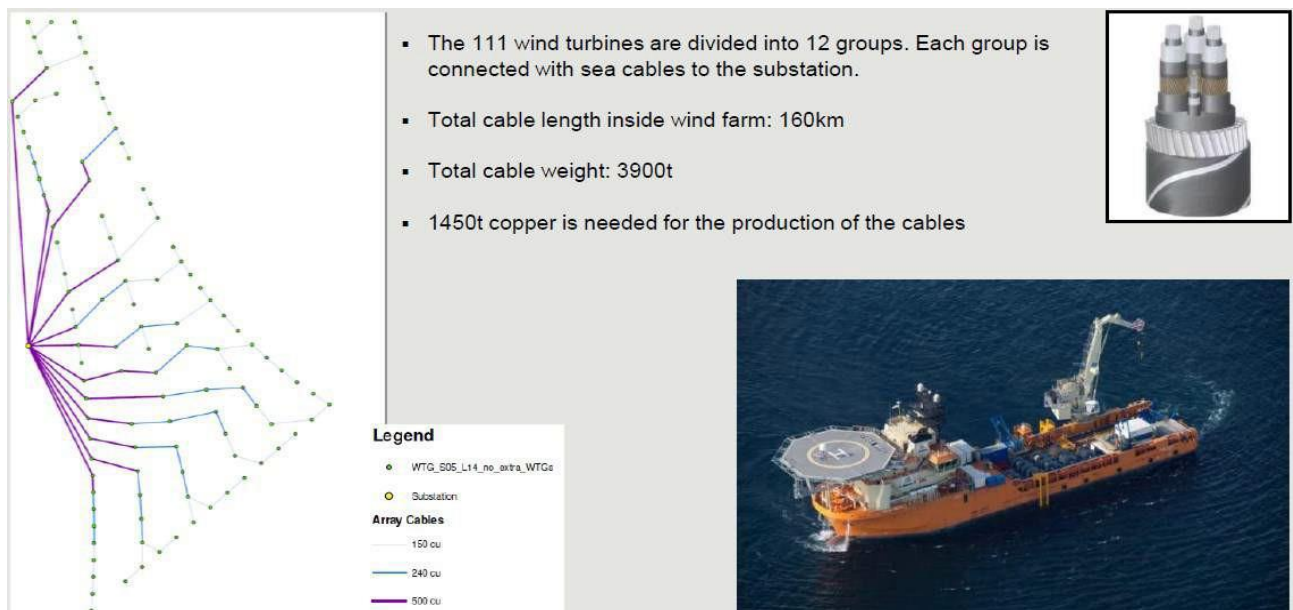 The 111 wind turbines are divided into 12 groups. Each group is
connected with sea cables to the substation.
Total cable length inside wind farm: 160km
Total cable weight: 3900t
1450t copper is needed for the production of the cables
Legend
WTG_S05_L14_no_extra_WTGs
Substation
Array Cables
150 cu
240 cu
500 cu
H